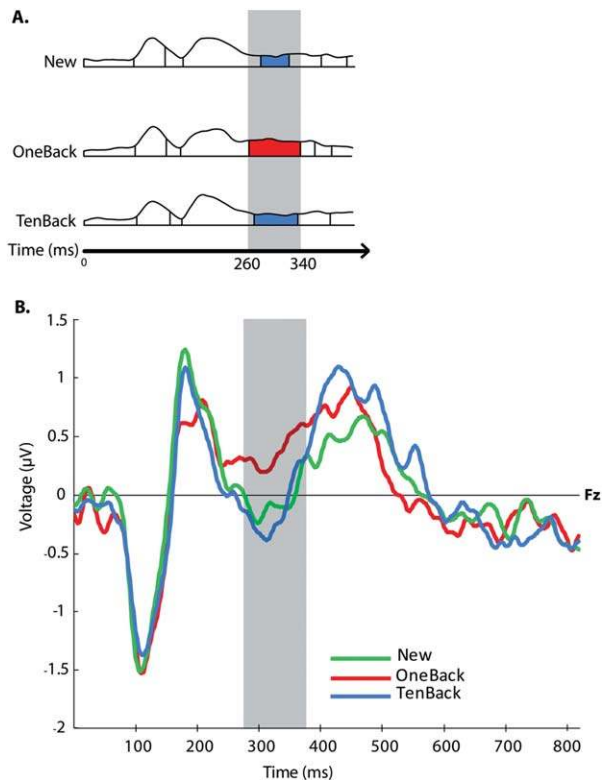 A.
New
OneBack
TenBack
Time (ms)
0
260
340
B.
1.5
1
0.5
0
-0.5
-1
-1.5
-2
Voltage (μV)
Fz
New
OneBack
TenBack
100 200 300 400 500 600 700 800
Time (ms)